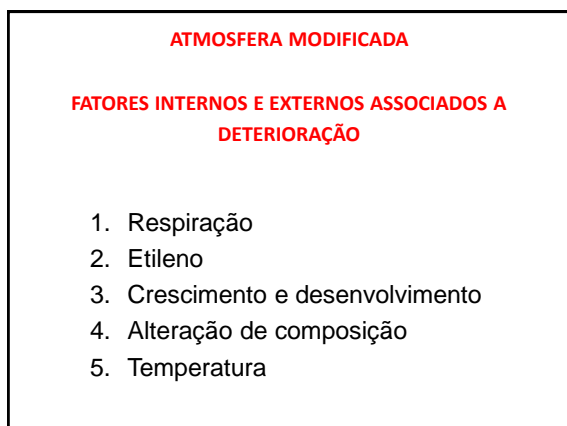 ATMOSFERA MODIFICADA
FATORES INTERNOS E EXTERNOS ASSOCIADOS A
DETERIORAÇÃO
1. Respiração
2. Etileno
3. Crescimento e desenvolvimento
4. Alteração de composição
5. Temperatura